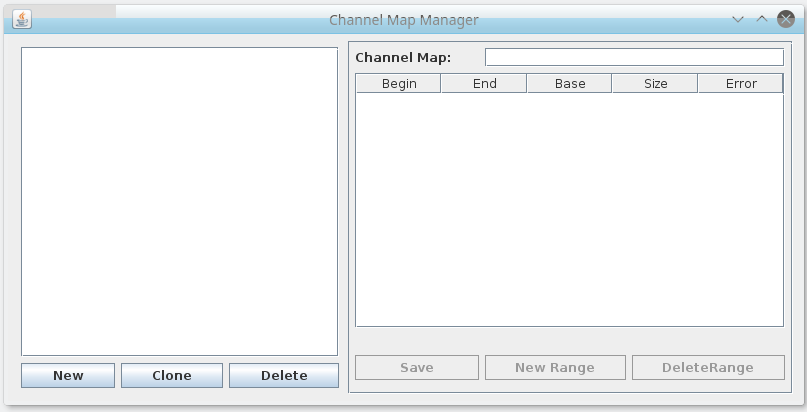 Channel Map Manager
Channel Map:
Begin End Base Size Error
Save New Range DeleteRange
New Clone Delete